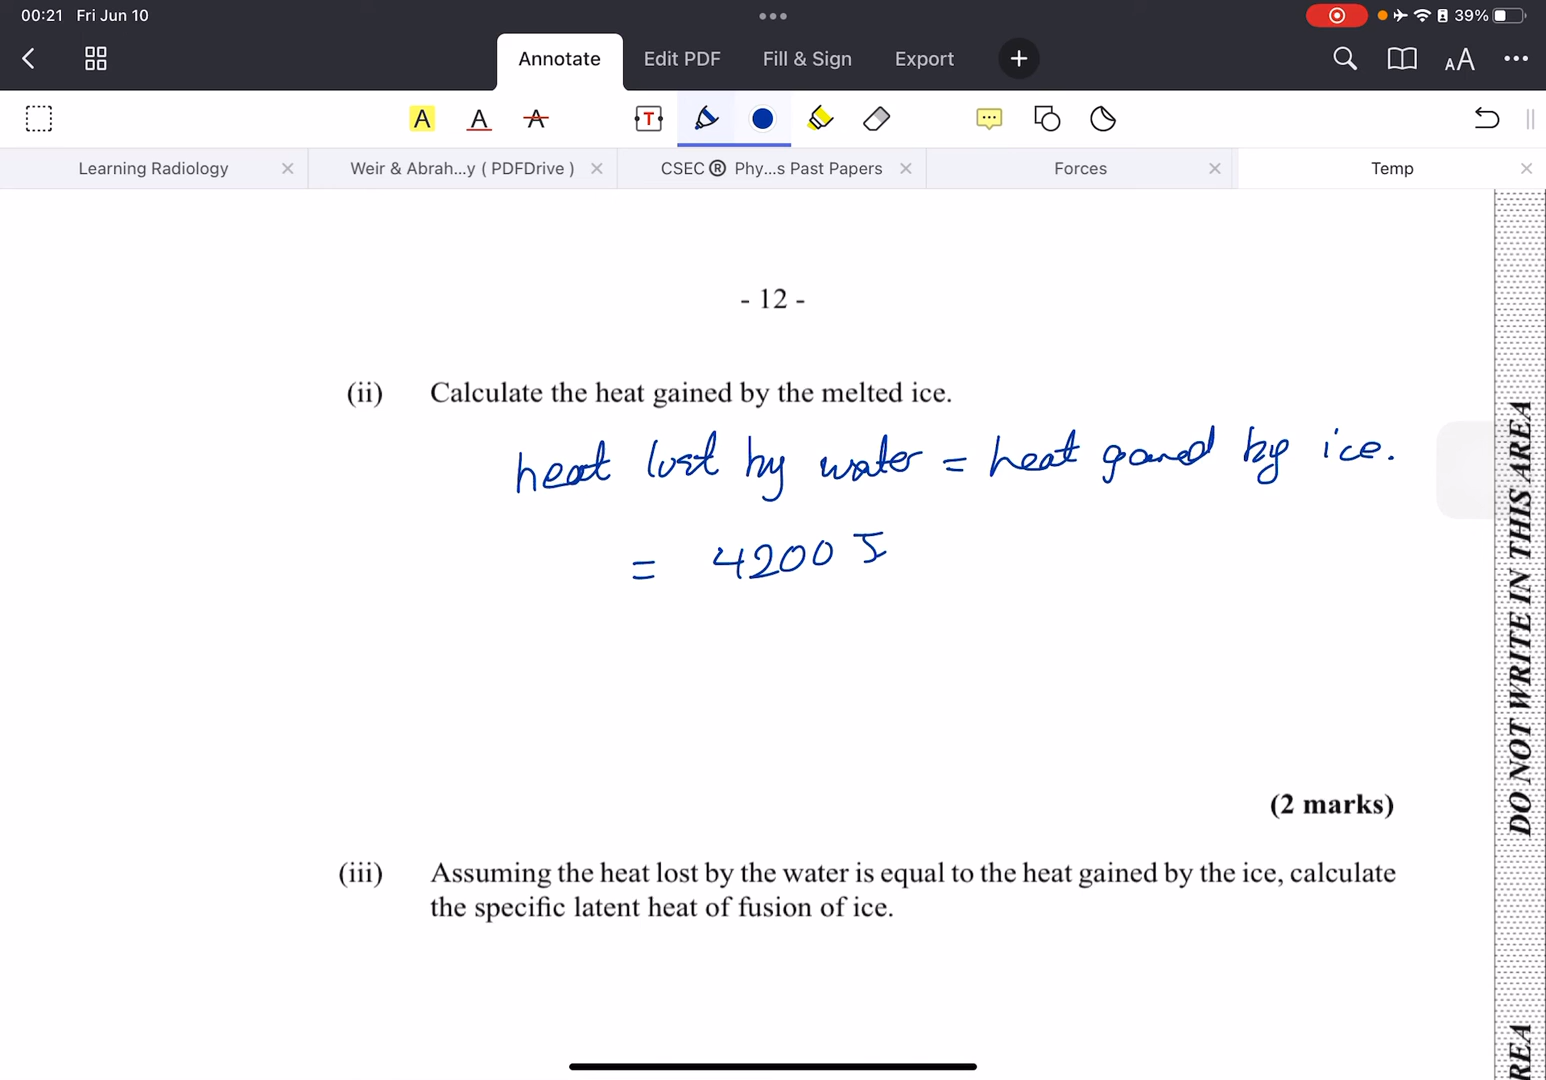 00:21 Fri Jun 10
39%
Annotate Edit PDF Fill & Sign Export
AA
A A A T
Learning Radiology
Weir & Abrah...y ( PDFDrive )
CSEC ® Phy...s Past Papers
Forces
Temp
- 12 -
(ii) Calculate the heat gained by the melted ice.
heat lost by water = heat gained by ice.
= 4200 J
(2 marks)
(iii) Assuming the heat lost by the water is equal to the heat gained by the ice, calculate
the specific latent heat of fusion of ice.
DO NOT WRITE IN THIS AREA
REA